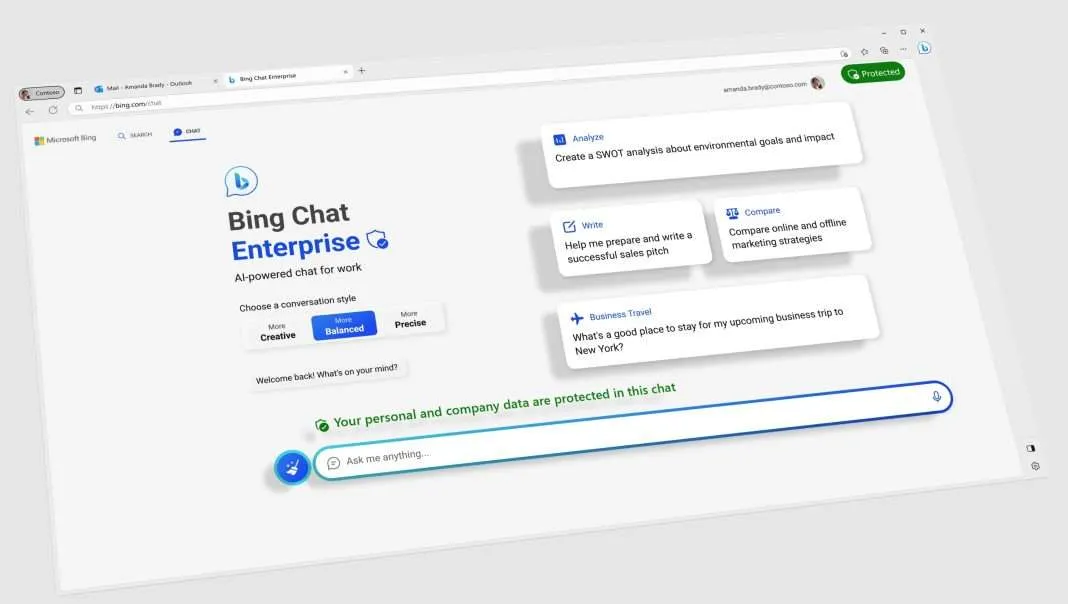 Contoso
Mail - Amanda Brady - Outlook
Bing Chat Enterprise
https://bing.com/chat
Microsoft Bing
SEARCH
CHAT
amanda.brady@contoso.com
Protected
Bing Chat
Enterprise
AI-powered chat for work
Choose a conversation style
More
Creative
More
Balanced
More
Precise
Welcome back! What's on your mind?
Analyze
Create a SWOT analysis about environmental goals and impact
Write
Help me prepare and write a
successful sales pitch
Compare
Compare online and offline
marketing strategies
Business Travel
What's a good place to stay for my upcoming business trip to
New York?
Your personal and company data are protected in this chat
Ask me anything...